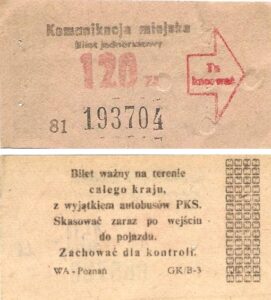 Komunikacja miejska
Bilet jednorazowy
120 zł
Tu
kasować
81 193704
Bilet ważny na terenie
całego kraju,
z wyjątkiem autobusów PKS.
Skasować zaraz po wejściu
do pojazdu.
Zachować dla kontroli.
WA - Poznań GK/B-3